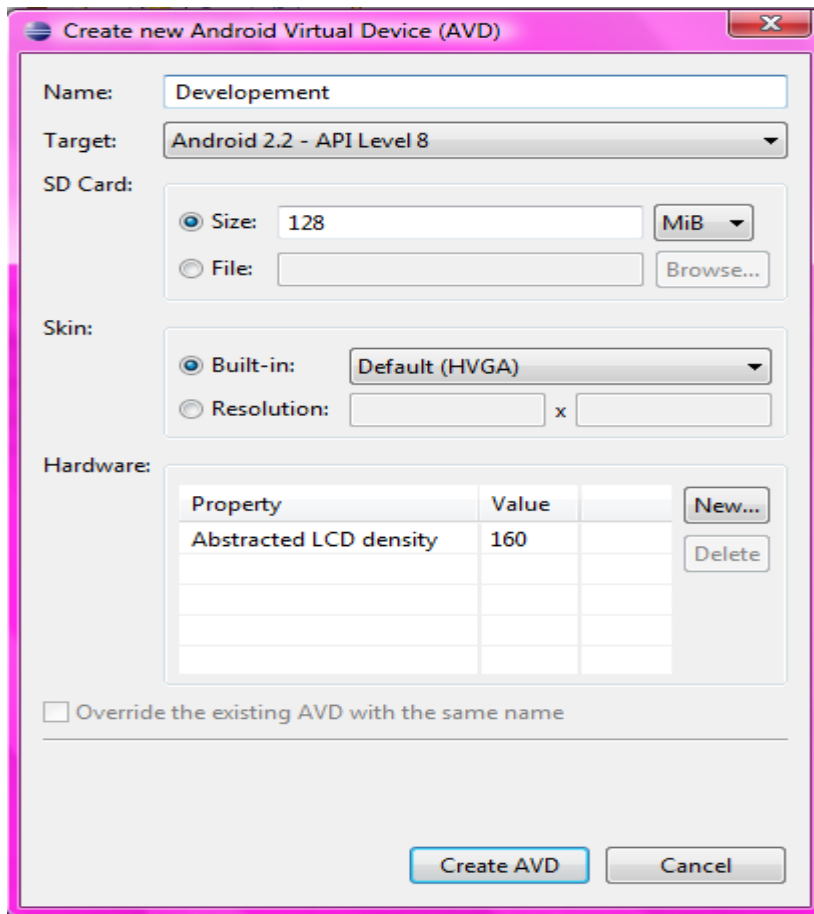 Create new Android Virtual Device (AVD)
Name: Developement
Target: Android 2.2 - API Level 8
SD Card:
Size: 128 MiB
File: Browse...
Skin:
Built-in: Default (HVGA)
Resolution: x
Hardware:
Property Value New...
Abstracted LCD density 160
Delete
Override the existing AVD with the same name
Create AVD Cancel